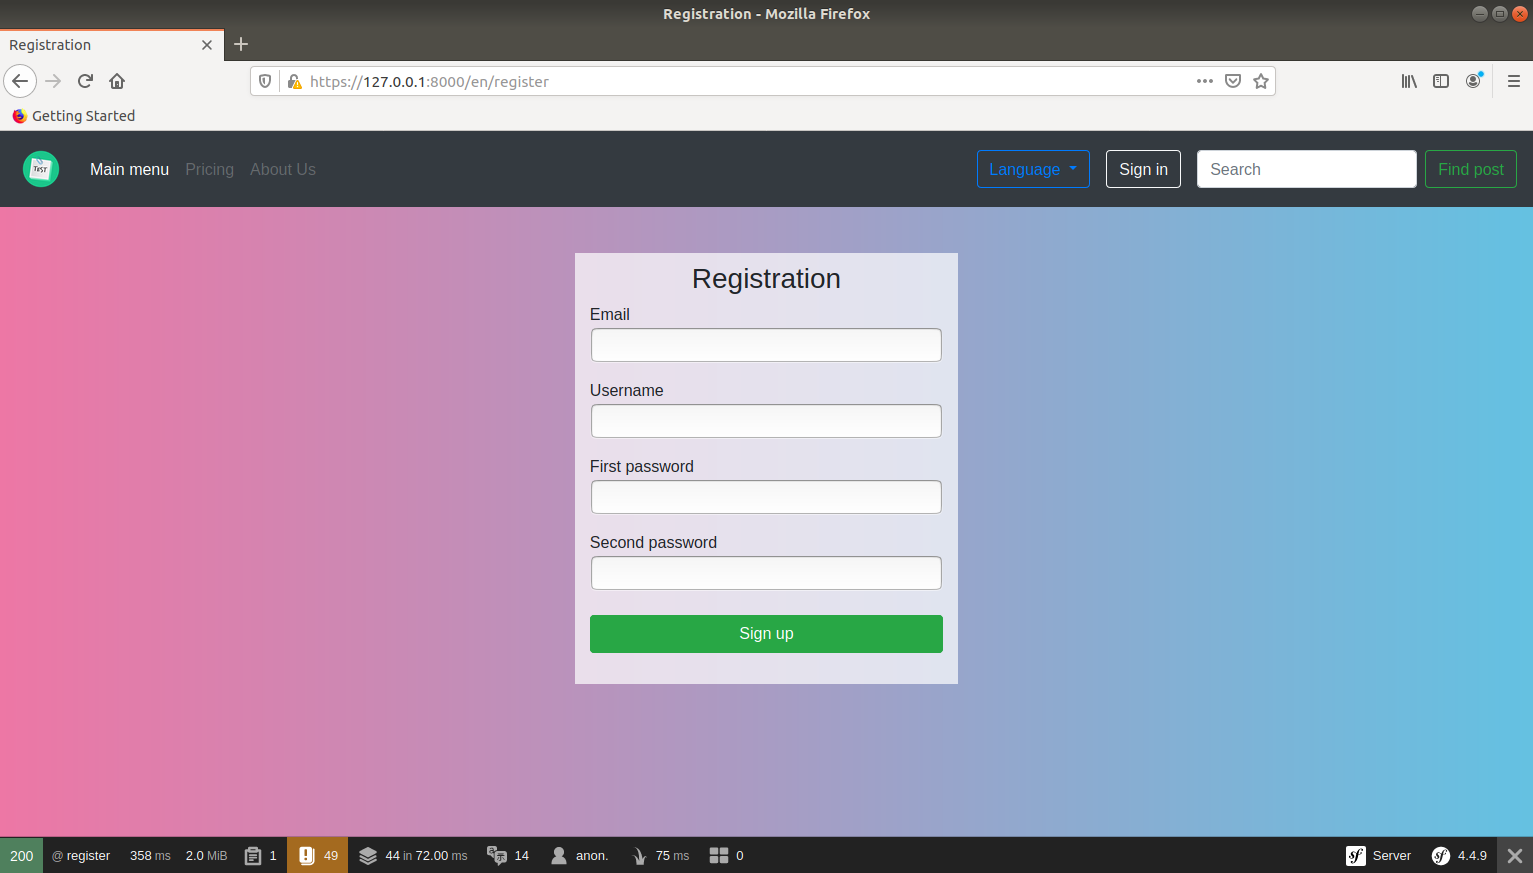 Registration - Mozilla Firefox
Registration
https://127.0.0.1:8000/en/register
Getting Started
TEST Main menu Pricing About Us Language Sign in Search Find post
Registration
Email
Username
First password
Second password
Sign up
200 @ register 358 ms 2.0 MiB 1 49 44 in 72.00 ms 14 anon. 75 ms 0 sf Server sf 4.4.9